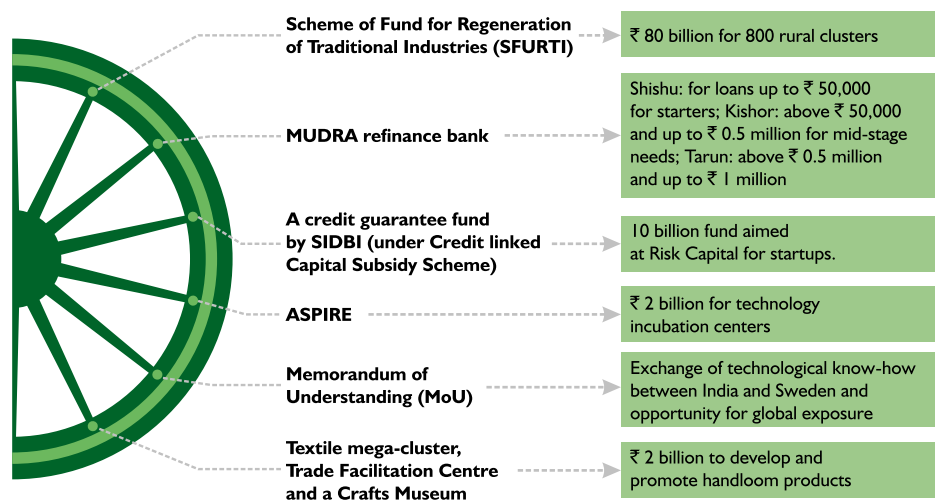 Scheme of Fund for Regeneration
of Traditional Industries (SFURTI)
₹ 80 billion for 800 rural clusters
MUDRA refinance bank
Shishu: for loans up to ₹ 50,000
for starters; Kishor: above ₹ 50,000
and up to ₹ 0.5 million for mid-stage
needs; Tarun: above ₹ 0.5 million
and up to ₹ 1 million
A credit guarantee fund
by SIDBI (under Credit linked
Capital Subsidy Scheme)
10 billion fund aimed
at Risk Capital for startups.
ASPIRE
₹ 2 billion for technology
incubation centers
Memorandum of
Understanding (MoU)
Exchange of technological know-how
between India and Sweden and
opportunity for global exposure
Textile mega-cluster,
Trade Facilitation Centre
and a Crafts Museum
₹ 2 billion to develop and
promote handloom products